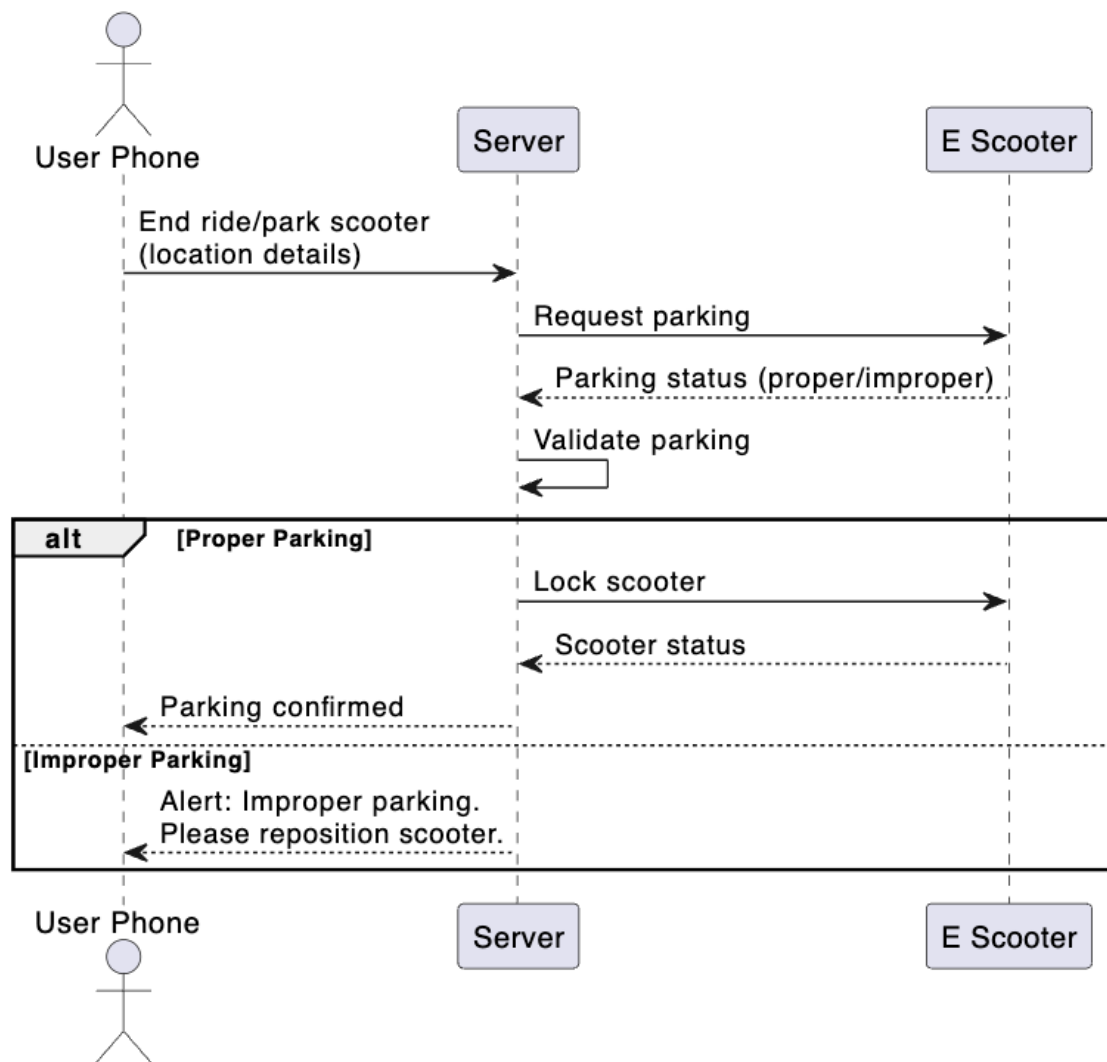 User Phone
Server
E Scooter
End ride/park scooter
(location details)
Request parking
Parking status (proper/improper)
Validate parking
alt
[Proper Parking]
Lock scooter
Scooter status
Parking confirmed
[Improper Parking]
Alert: Improper parking.
Please reposition scooter.
User Phone
Server
E Scooter